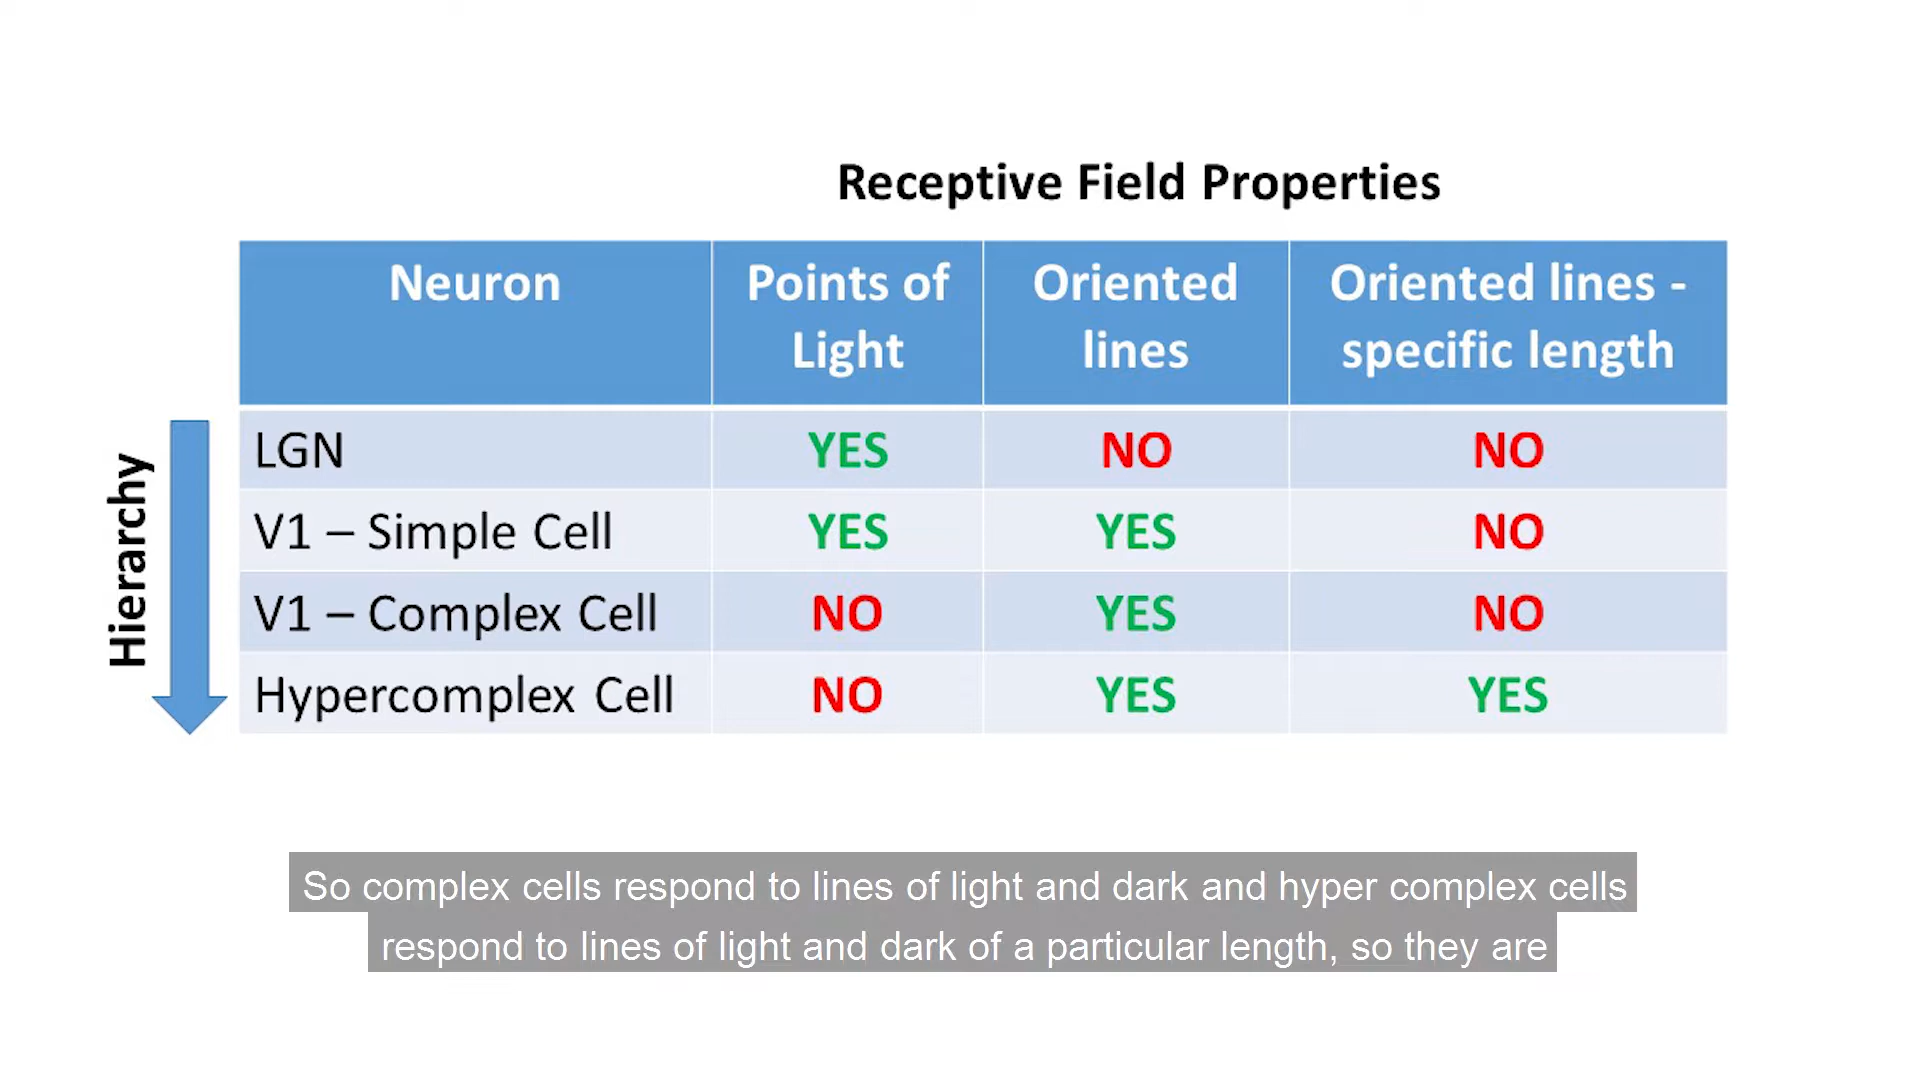 Receptive Field Properties
Neuron
Points of
Light
Oriented
lines
Oriented lines -
specific length
Hierarchy
LGN YES NO NO
V1 – Simple Cell YES YES NO
V1 – Complex Cell NO YES NO
Hypercomplex Cell NO YES YES
So complex cells respond to lines of light and dark and hyper complex cells
respond to lines of light and dark of a particular length, so they are